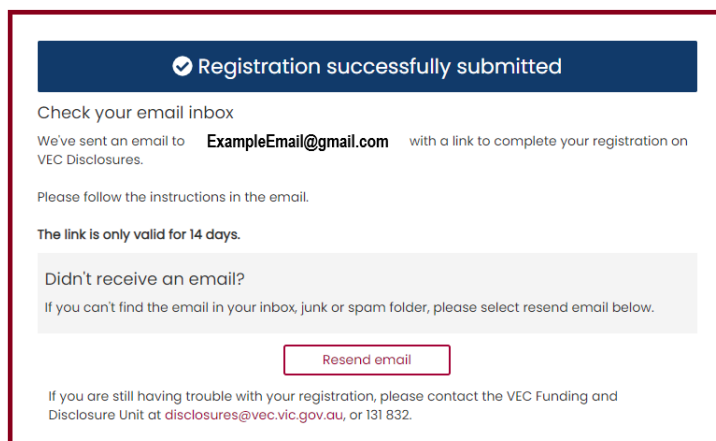 Registration successfully submitted
Check your email inbox
We've sent an email to ExampleEmail@gmail.com with a link to complete your registration on
VEC Disclosures.
Please follow the instructions in the email.
The link is only valid for 14 days.
Didn't receive an email?
If you can't find the email in your inbox, junk or spam folder, please select resend email below.
Resend email
If you are still having trouble with your registration, please contact the VEC Funding and
Disclosure Unit at disclosures@vec.vic.gov.au, or 131 832.